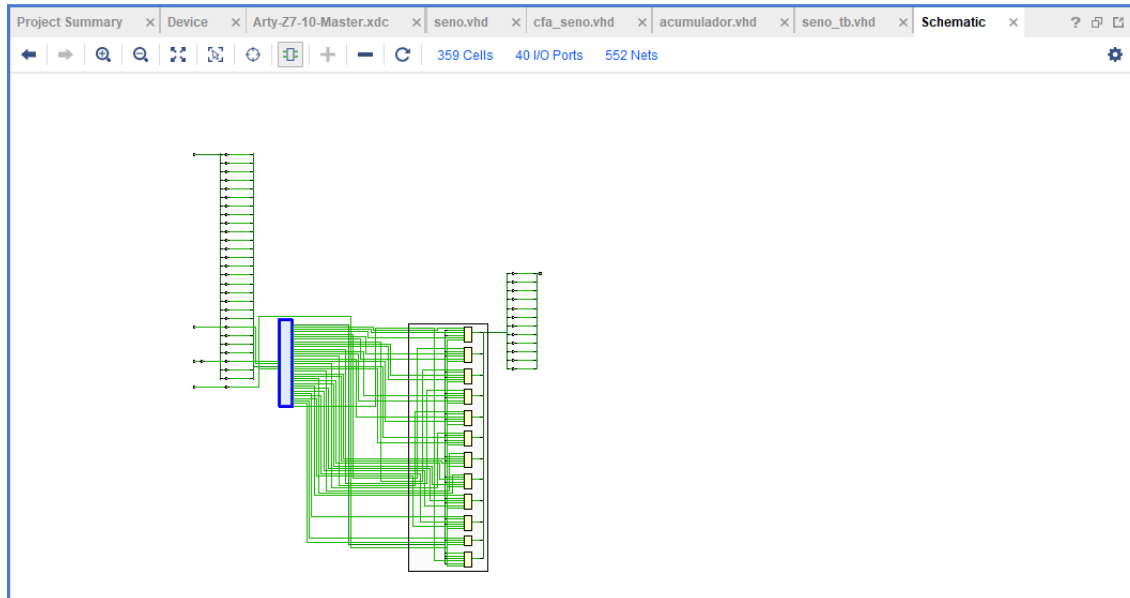 Project Summary × Device × Arty-Z7-10-Master.xdc × seno.vhd × cfa_seno.vhd × acumulador.vhd × seno_tb.vhd × Schematic × ?
359 Cells 40 I/O Ports 552 Nets